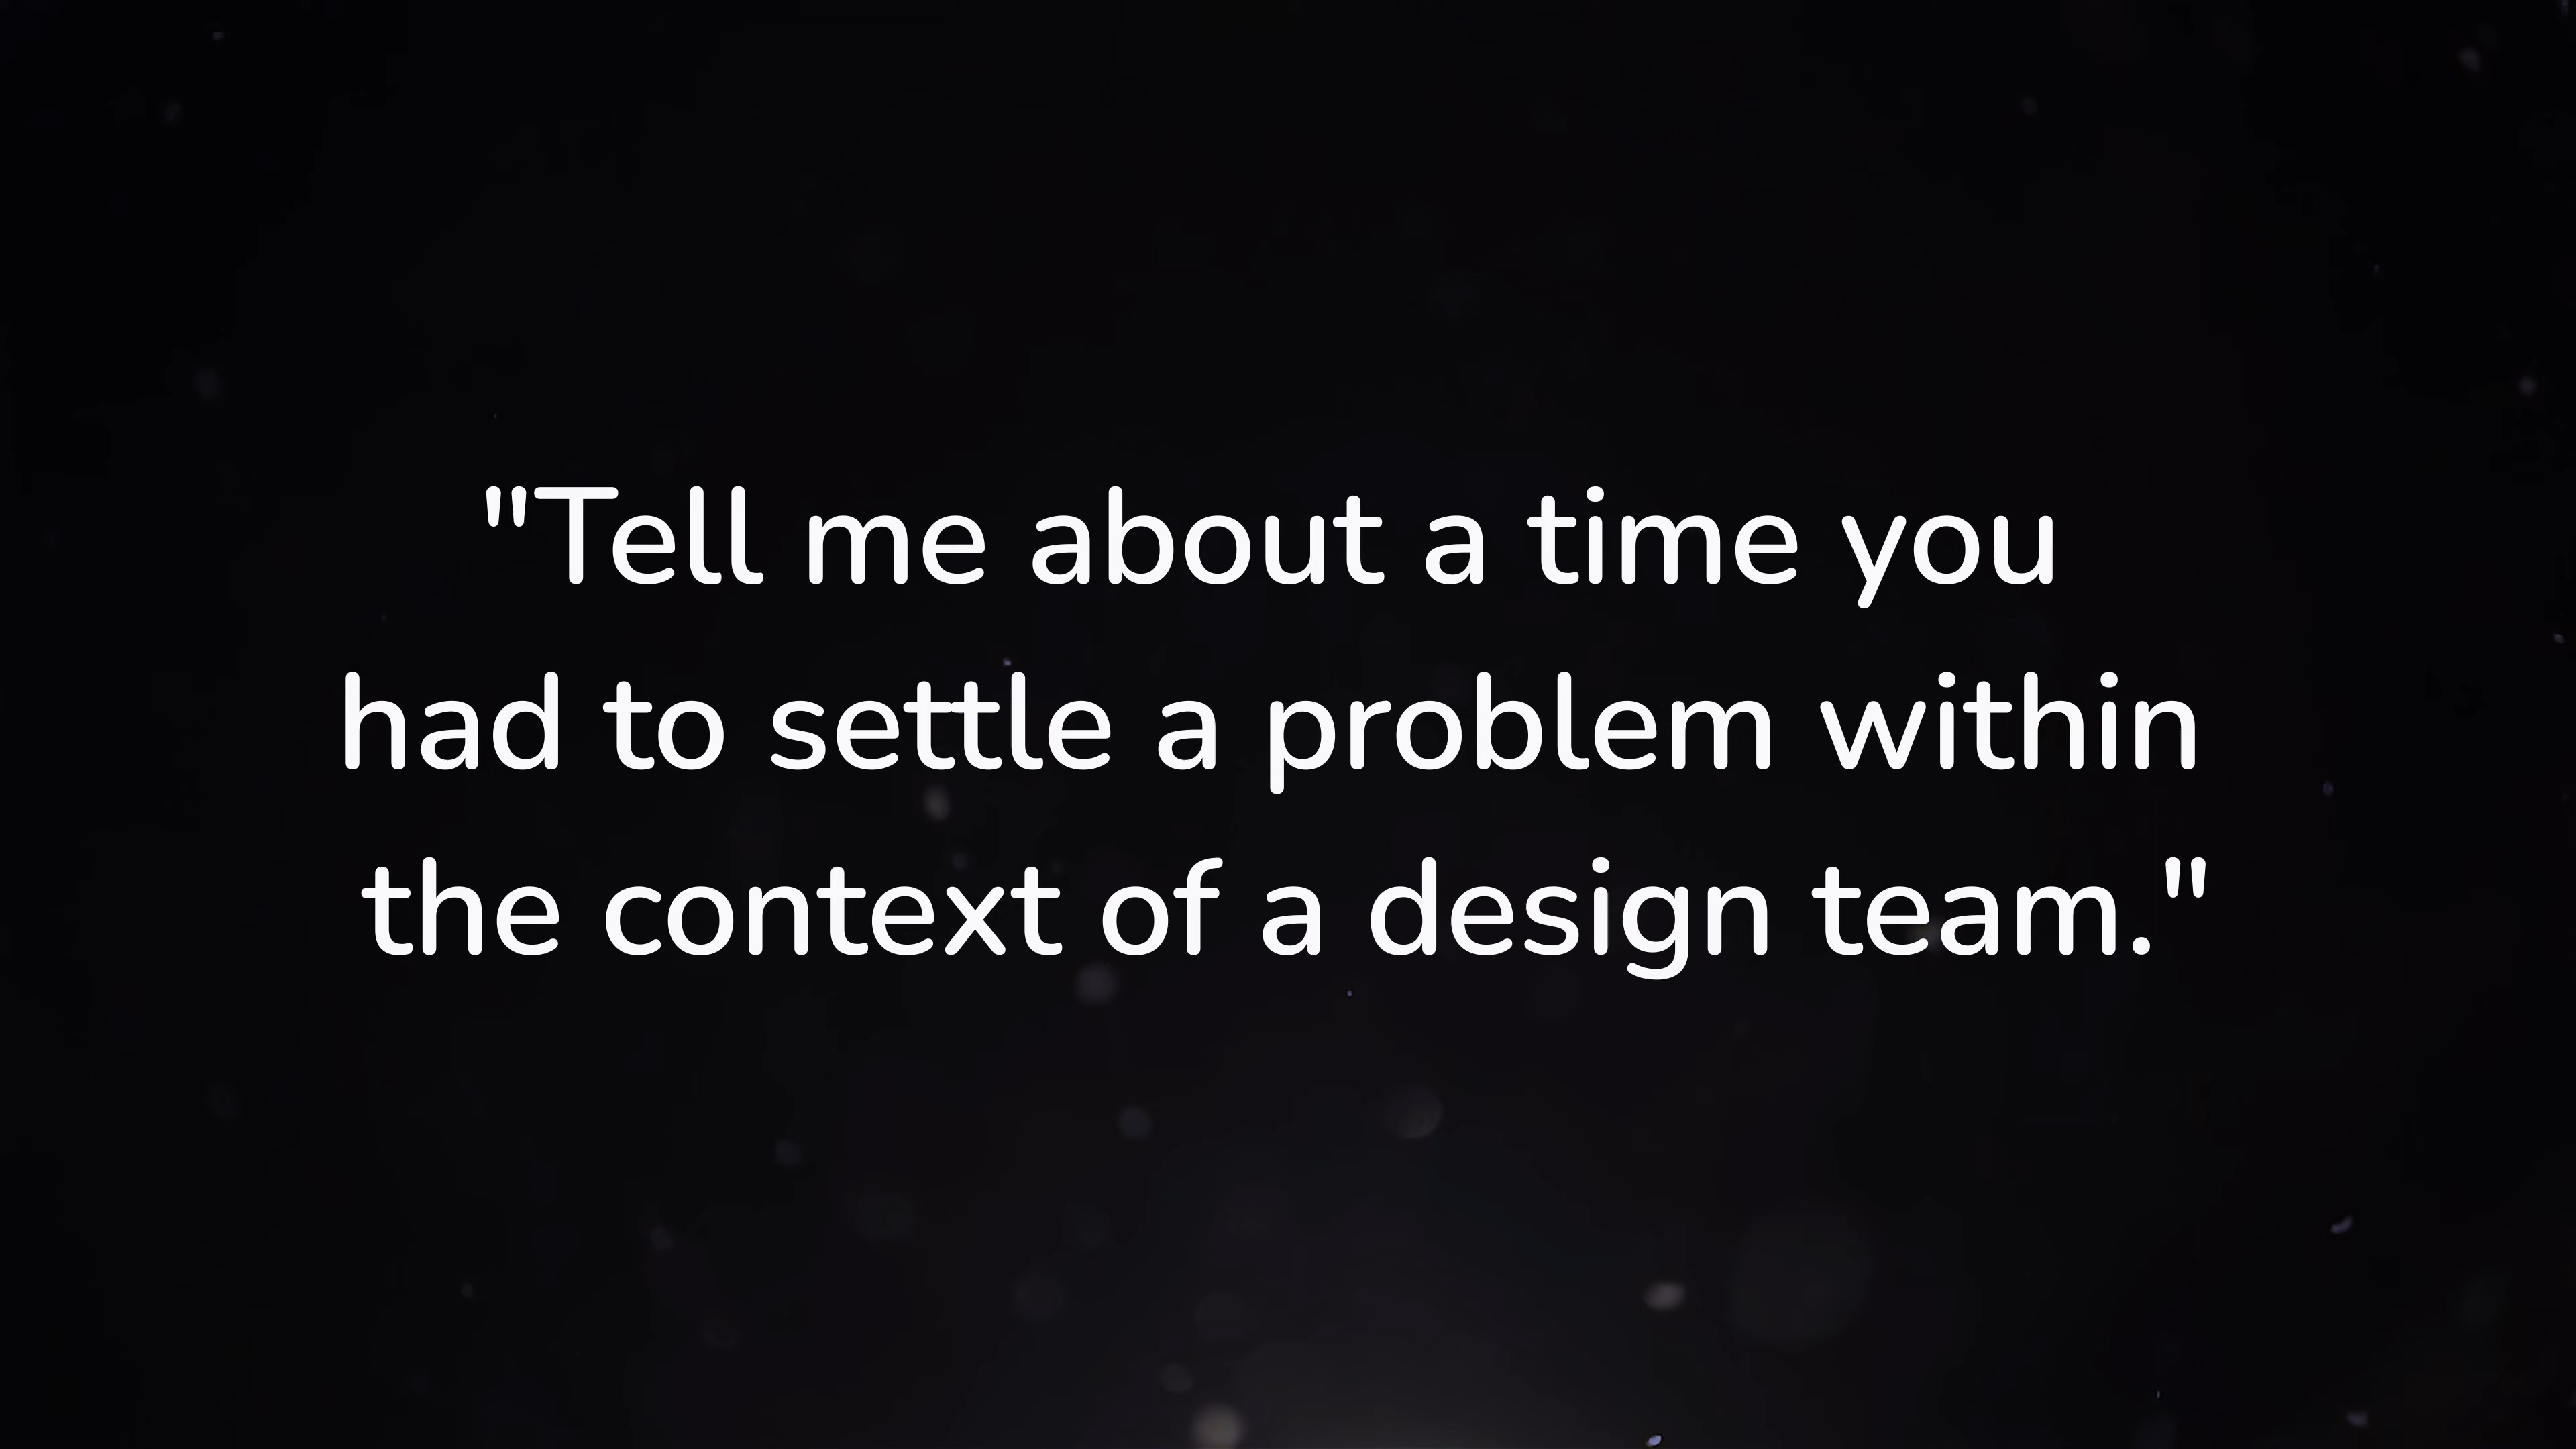 "Tell me about a time you
had to settle a problem within
the context of a design team."